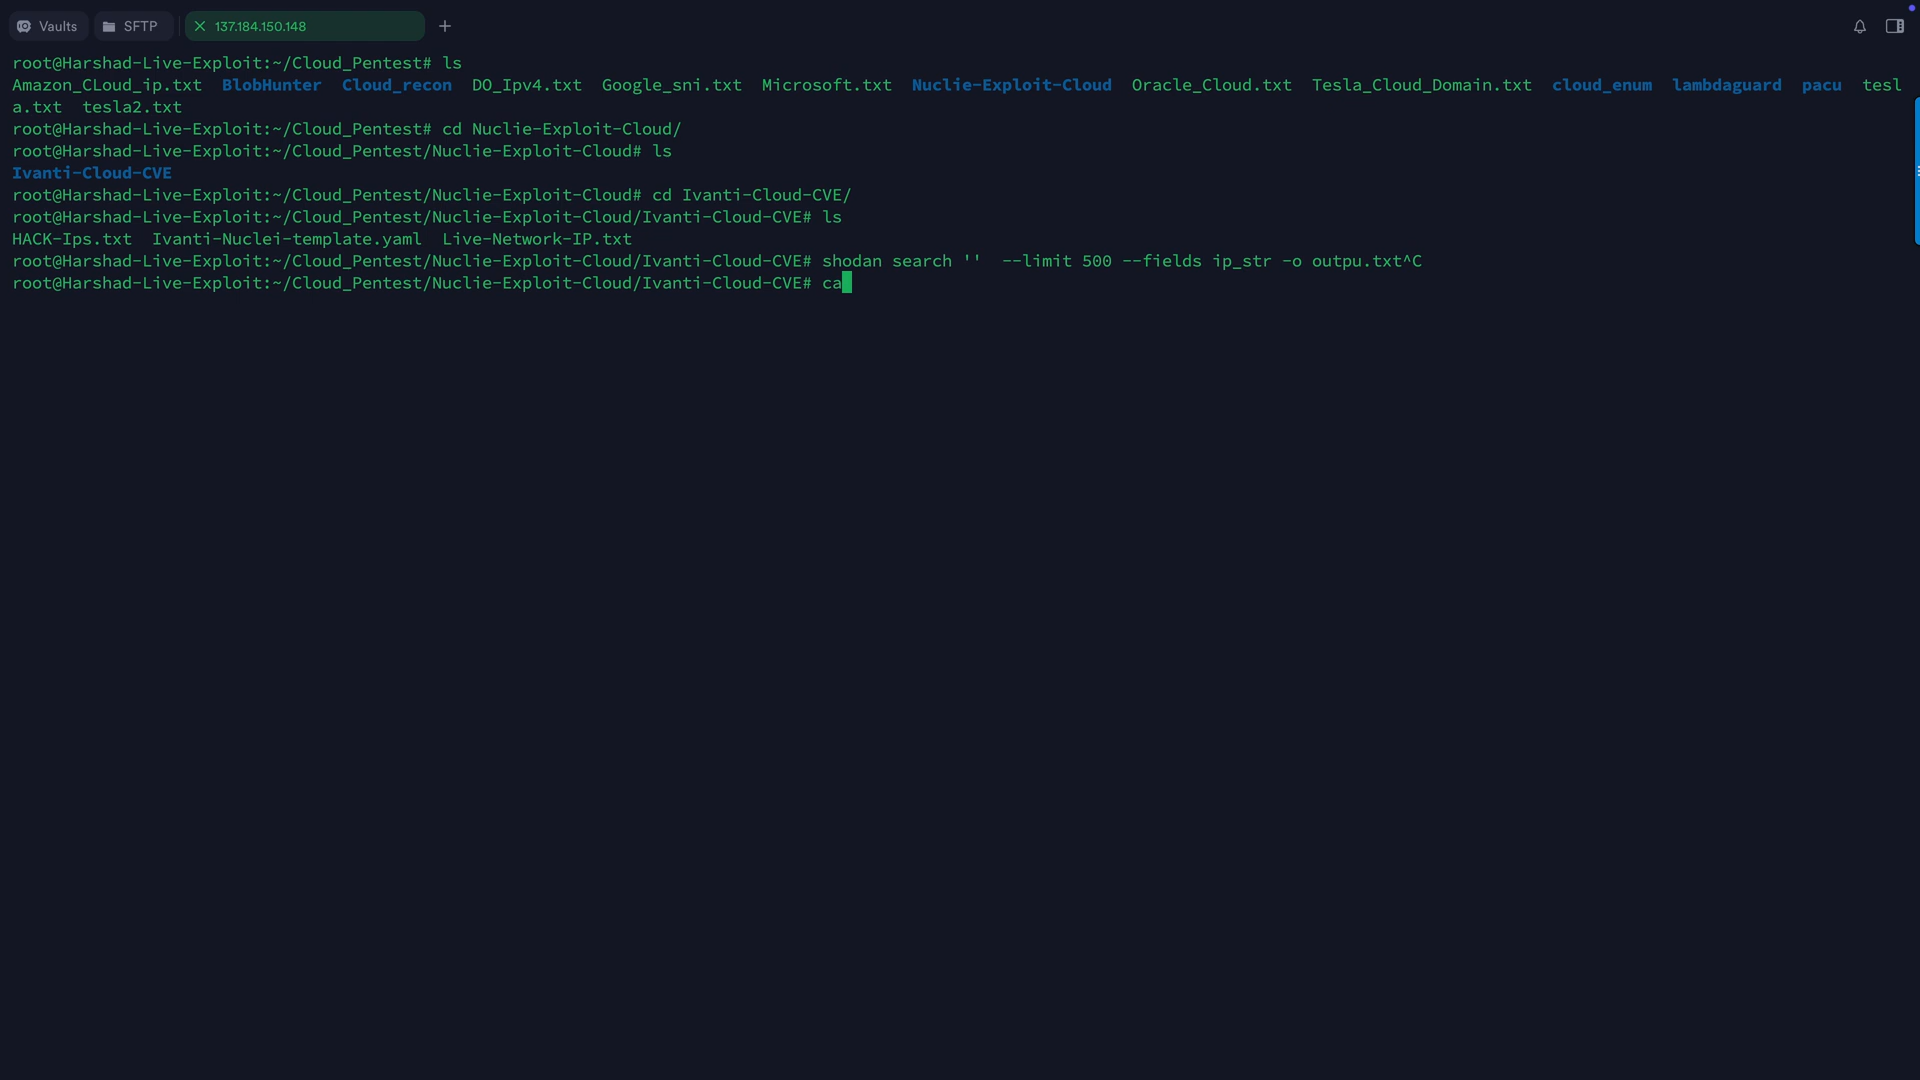 Vaults SFTP 137.184.150.148
root@Harshad-Live-Exploit:~/Cloud_Pentest# ls
Amazon_CLoud_ip.txt BlobHunter Cloud_recon DO_Ipv4.txt Google_sni.txt Microsoft.txt Nuclie-Exploit-Cloud Oracle_Cloud.txt Tesla_Cloud_Domain.txt cloud_enum lambdaguard pacu tesl
a.txt tesla2.txt
root@Harshad-Live-Exploit:~/Cloud_Pentest# cd Nuclie-Exploit-Cloud/
root@Harshad-Live-Exploit:~/Cloud_Pentest/Nuclie-Exploit-Cloud# ls
Ivanti-Cloud-CVE
root@Harshad-Live-Exploit:~/Cloud_Pentest/Nuclie-Exploit-Cloud# cd Ivanti-Cloud-CVE/
root@Harshad-Live-Exploit:~/Cloud_Pentest/Nuclie-Exploit-Cloud/Ivanti-Cloud-CVE# ls
HACK-Ips.txt Ivanti-Nuclei-template.yaml Live-Network-IP.txt
root@Harshad-Live-Exploit:~/Cloud_Pentest/Nuclie-Exploit-Cloud/Ivanti-Cloud-CVE# shodan search '' --limit 500 --fields ip_str -o outpu.txt^C
root@Harshad-Live-Exploit:~/Cloud_Pentest/Nuclie-Exploit-Cloud/Ivanti-Cloud-CVE# ca